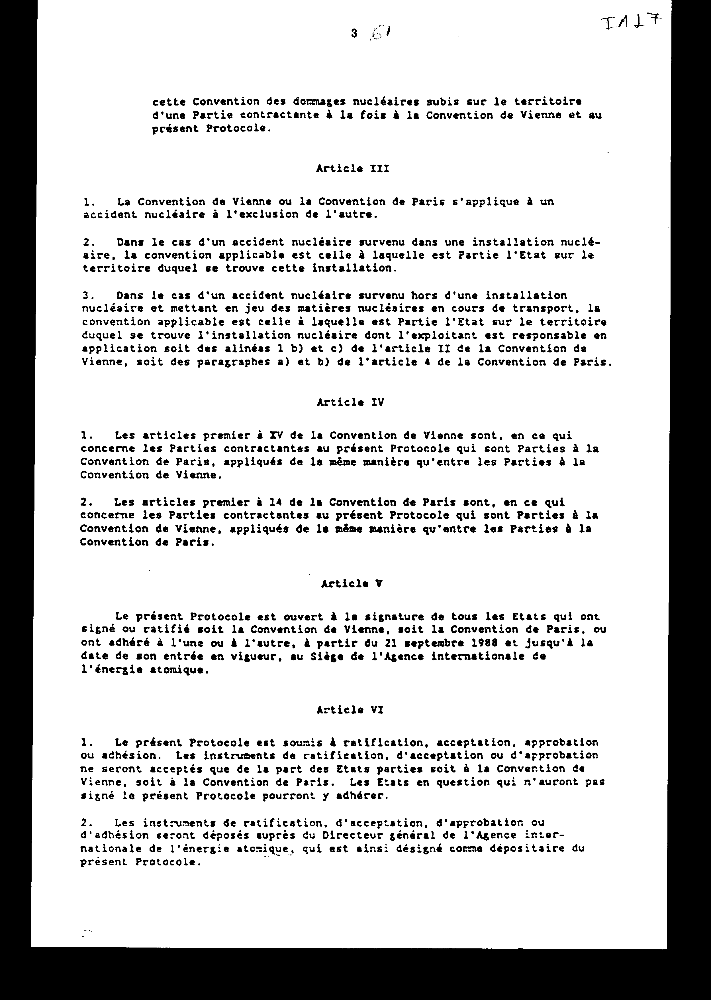 IAL7
3 61
cette Convention des dommages nucléaires subis sur le territoire
d'une Partie contractante à la fois à la Convention de Vienne et au
présent Protocole.
Article III
1. La Convention de Vienne ou la Convention de Paris s'applique à un
accident nucléaire à l'exclusion de l'autre.
2. Dans le cas d'un accident nucléaire survenu dans une installation nuclé-
aire, la convention applicable est celle à laquelle est Partie l'Etat sur le
territoire duquel se trouve cette installation.
3. Dans le cas d'un accident nucléaire survenu hors d'une installation
nucléaire et mettant en jeu des matières nucléaires en cours de transport, la
convention applicable est celle à laquelle est Partie l'Etat sur le territoire
duquel se trouve l'installation nucléaire dont l'exploitant est responsable en
application soit des alinéas 1 b) et c) de l'article II de la Convention de
Vienne, soit des paragraphes a) et b) de l'article 4 de la Convention de Paris.
Article IV
1. Les articles premier à XV de la Convention de Vienne sont, en ce qui
concerne les Parties contractantes au présent Protocole qui sont Parties à la
Convention de Paris, appliqués de la même manière qu'entre les Parties à la
Convention de Vienne.
2. Les articles premier à 14 de la Convention de Paris sont, en ce qui
concerne les Parties contractantes au présent Protocole qui sont Parties à la
Convention de Vienne, appliqués de la même manière qu'entre les Parties à la
Convention de Paris.
Article V
Le présent Protocole est ouvert à la signature de tous les Etats qui ont
signé ou ratifié soit la Convention de Vienne, soit la Convention de Paris, ou
ont adhéré à l'une ou à l'autre, à partir du 21 septembre 1988 et jusqu'à la
date de son entrée en vigueur, au Siège de l'Agence internationale de
l'énergie atomique.
Article VI
1. Le présent Protocole est soumis à ratification, acceptation, approbation
ou adhésion. Les instruments de ratification, d'acceptation ou d'approbation
ne seront acceptés que de la part des Etats parties soit à la Convention de
Vienne, soit à la Convention de Paris. Les Etats en question qui n'auront pas
signé le présent Protocole pourront y adhérer.
2. Les instruments de ratification, d'acceptation, d'approbation ou
d'adhésion seront déposés auprès du Directeur général de l'Agence inter-
nationale de l'énergie atomique, qui est ainsi désigné comme dépositaire du
présent Protocole.